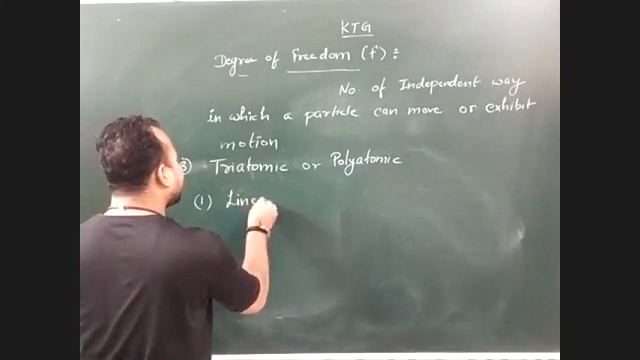 KTG
Degree of Freedom (f):
No. of Independent way
in which a particle can move or exhibit
motion
3) Triatomic or Polyatomic
(1) Line